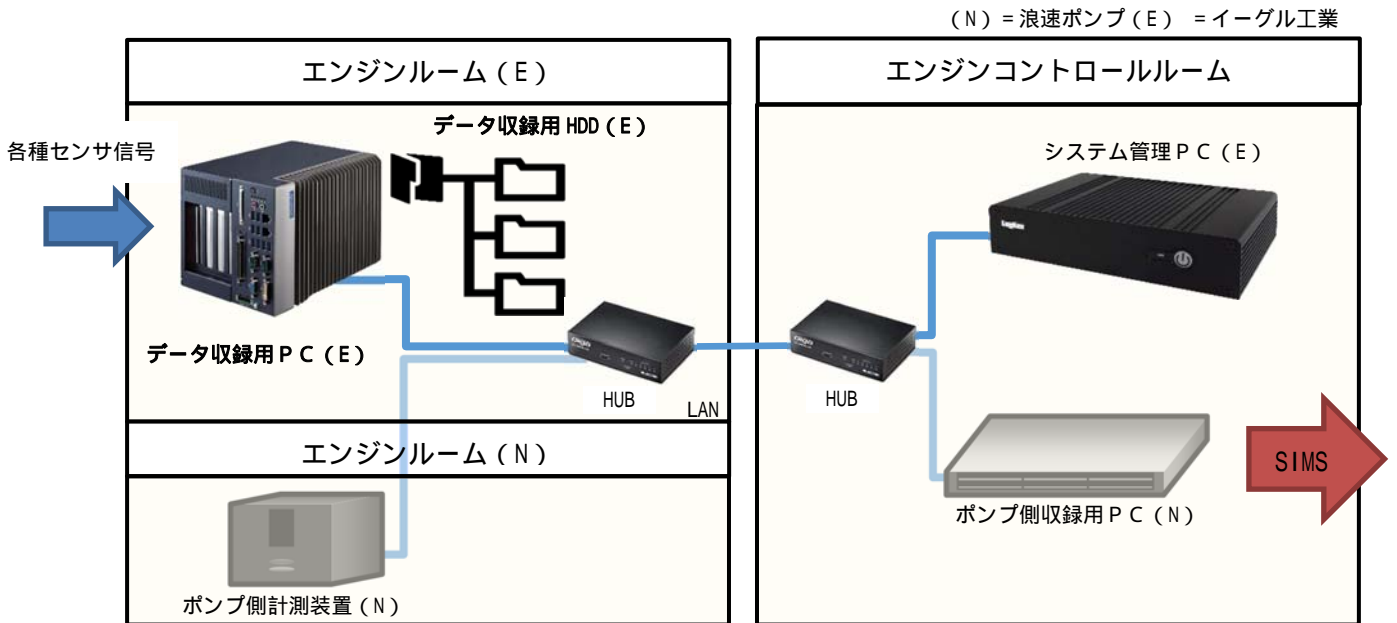 (N)=浪速ポンプ(E) =イーグル工業
エンジンルーム(E)
エンジンコントロールルーム
データ収録用HDD(E)
各種センサ信号
システム管理PC(E)
Logitec
データ収録用PC(E)
HUB
LAN
HUB
エンジンルーム(N)
SIMS
ポンプ側収録用PC(N)
ポンプ側計測装置(N)